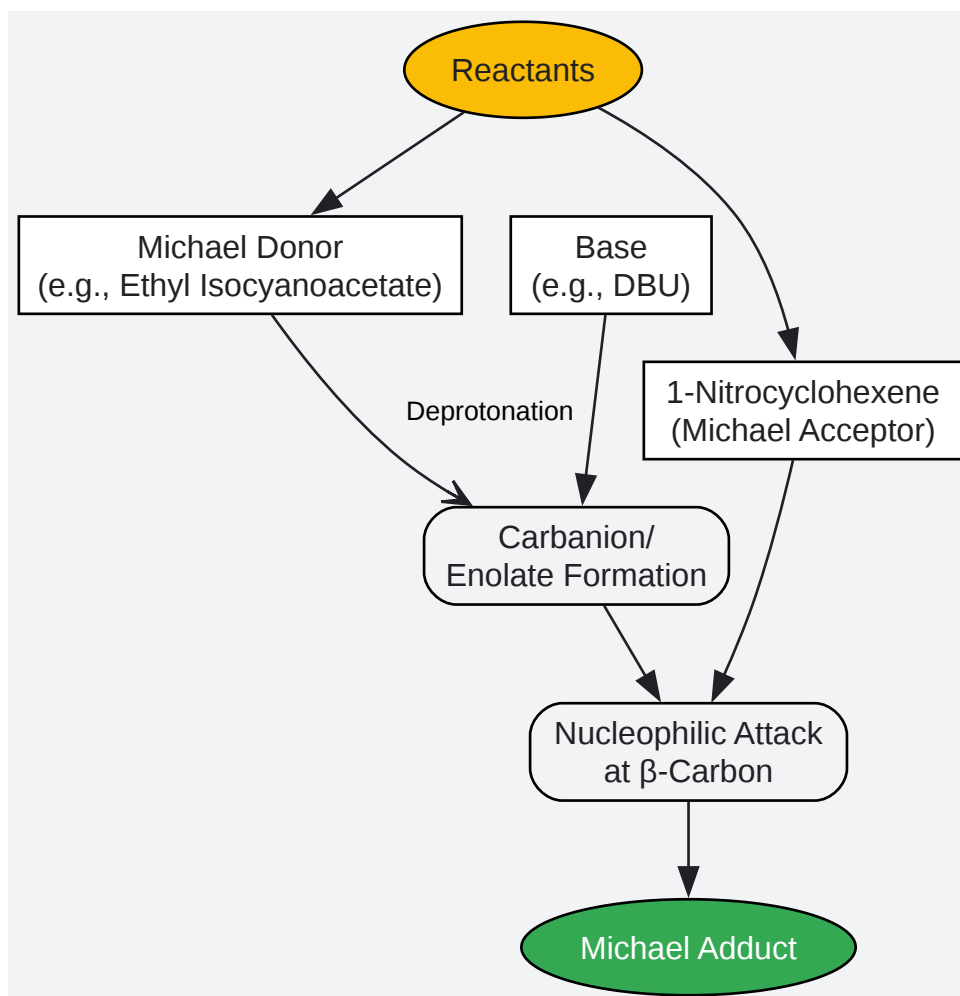 Reactants
Michael Donor
(e.g., Ethyl Isocyanoacetate)
Base
(e.g., DBU)
1-Nitrocyclohexene
(Michael Acceptor)
Deprotonation
Carbanion/
Enolate Formation
Nucleophilic Attack
at β-Carbon
Michael Adduct